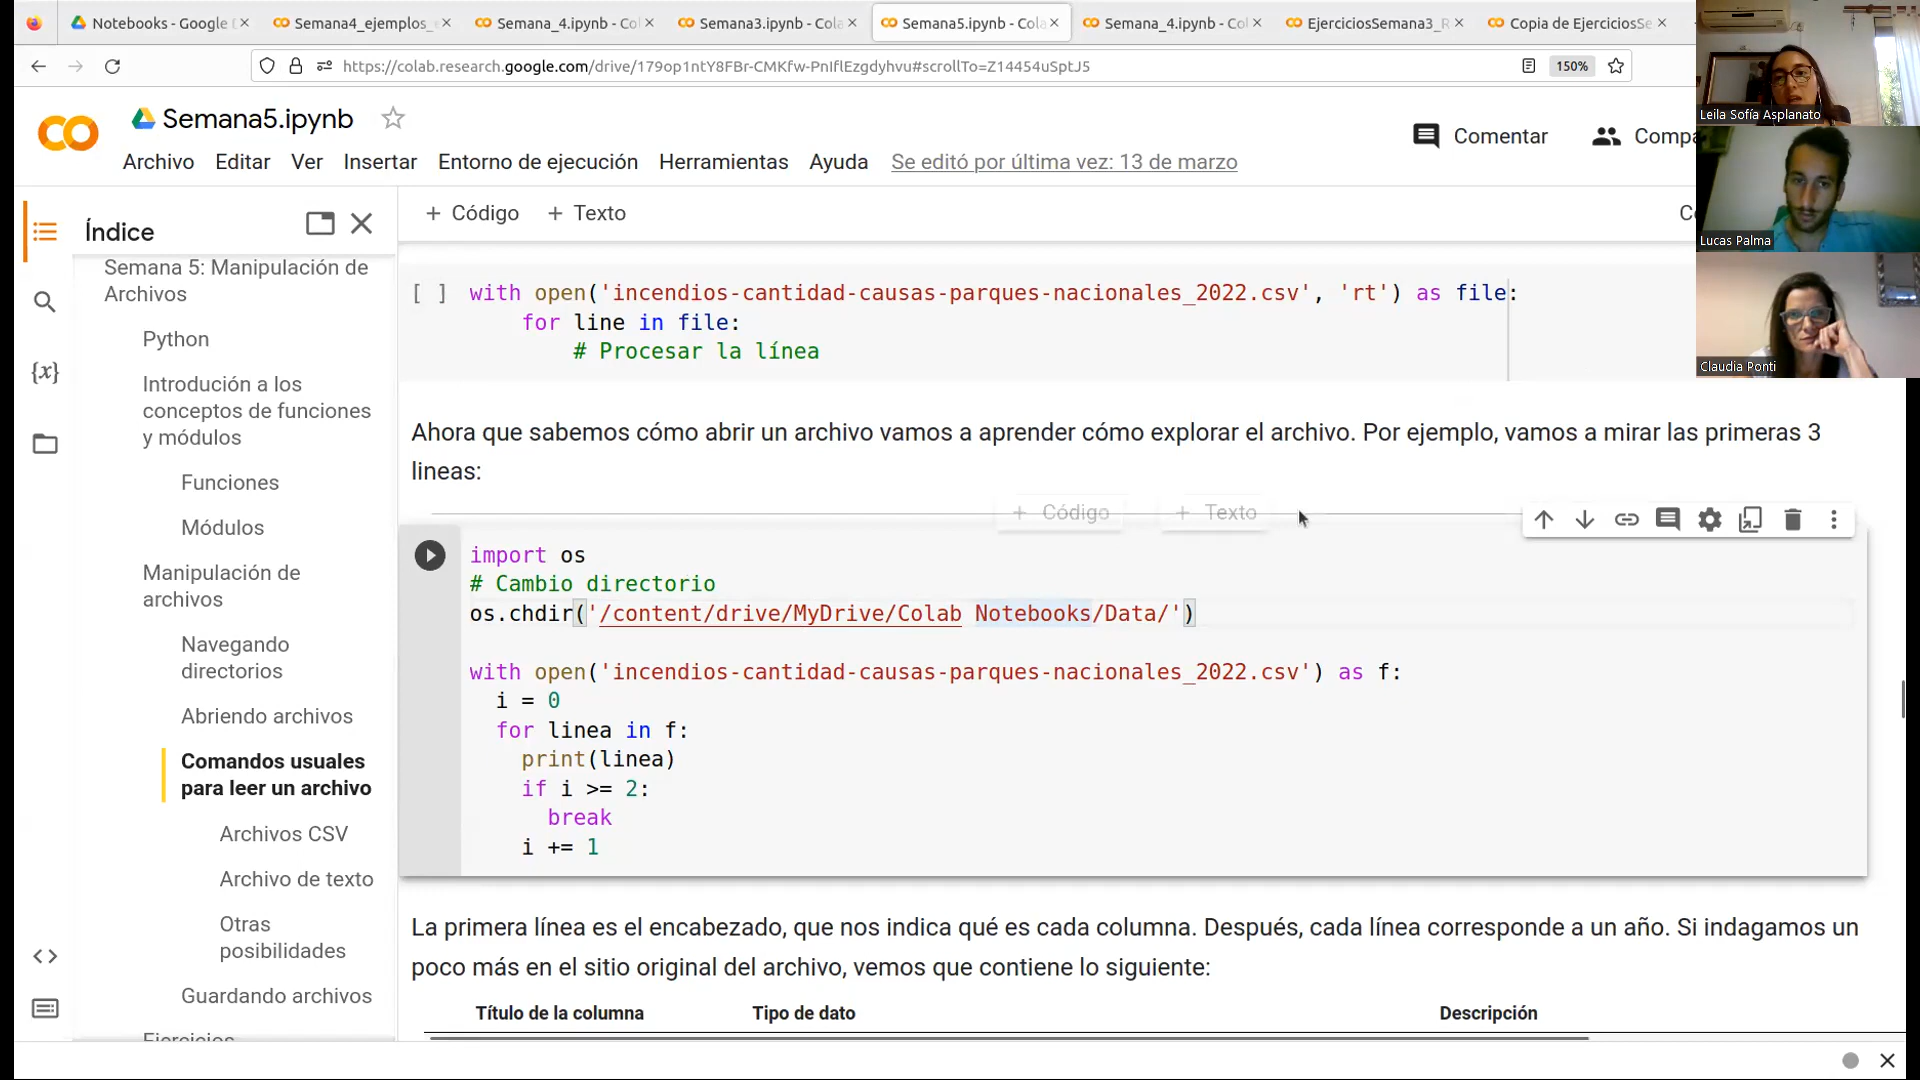 Notebooks - Google D
Semana4_ejemplos_
Semana_4.ipynb - Co
Semana3.ipynb - Cola
Semana5.ipynb - Cola
Semana_4.ipynb - Co
EjerciciosSemana3_R
Copia de EjerciciosSe
https://colab.research.google.com/drive/179op1ntY8FBr-CMKfw-PnIflEzgdyhvu#scrollTo=Z14454uSptJ5
150%
Semana5.ipynb
Comentar
Compa
Archivo Editar Ver Insertar Entorno de ejecución Herramientas Ayuda Se editó por última vez: 13 de marzo
+ Código + Texto
Co
Índice
Semana 5: Manipulación de
Archivos
Python
Introdución a los
conceptos de funciones
y módulos
Funciones
Módulos
Manipulación de
archivos
Navegando
directorios
Abriendo archivos
Comandos usuales
para leer un archivo
Archivos CSV
Archivo de texto
Otras
posibilidades
Guardando archivos
Ejercicios
[ ] with open('incendios-cantidad-causas-parques-nacionales_2022.csv', 'rt') as file:
for line in file:
# Procesar la línea
Ahora que sabemos cómo abrir un archivo vamos a aprender cómo explorar el archivo. Por ejemplo, vamos a mirar las primeras 3
lineas:
+ Código + Texto
import os
# Cambio directorio
os.chdir('/content/drive/MyDrive/Colab Notebooks/Data/')
with open('incendios-cantidad-causas-parques-nacionales_2022.csv') as f:
i = 0
for linea in f:
print(linea)
if i >= 2:
break
i += 1
La primera línea es el encabezado, que nos indica qué es cada columna. Después, cada línea corresponde a un año. Si indagamos un
poco más en el sitio original del archivo, vemos que contiene lo siguiente:
Título de la columna Tipo de dato Descripción
Leila Sofía Asplanato
Lucas Palma
Claudia Ponti